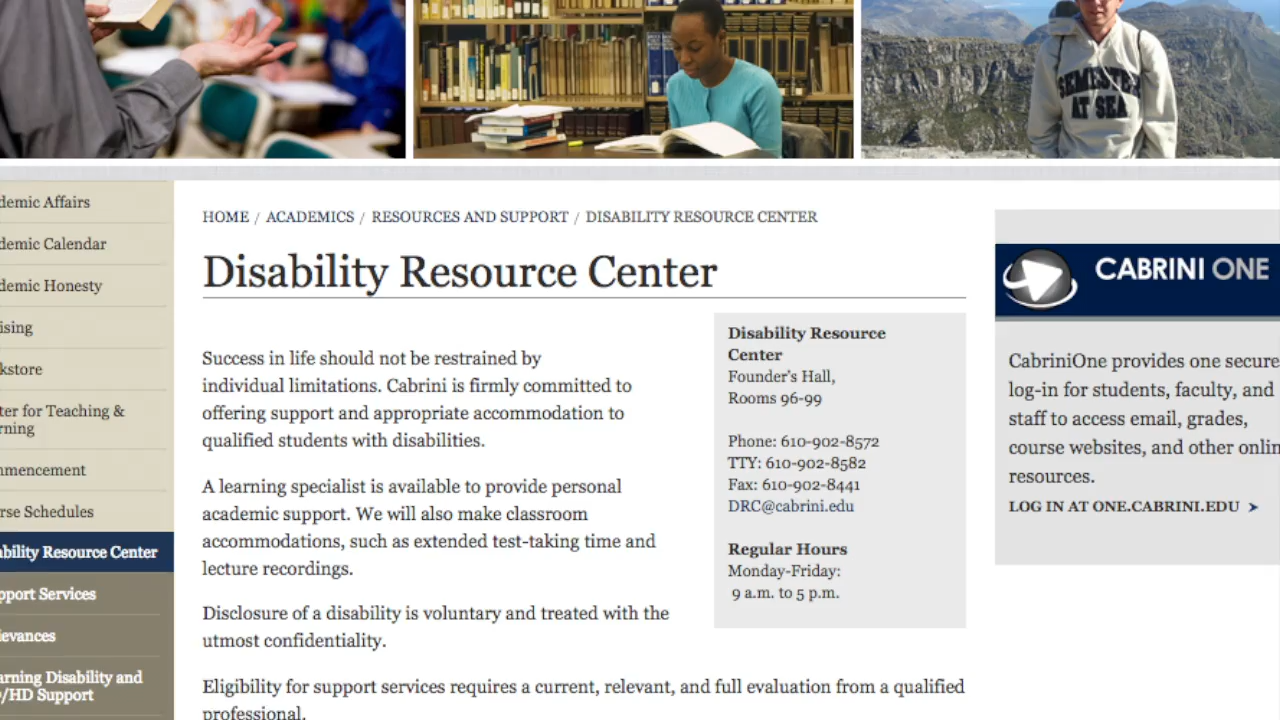 SEMESTER
AT SEA
demic Affairs
demic Calendar
demic Honesty
ising
kstore
ter for Teaching &
rning
mmencement
rse Schedules
ability Resource Center
pport Services
ievances
arning Disability and
/HD Support
HOME / ACADEMICS / RESOURCES AND SUPPORT / DISABILITY RESOURCE CENTER
Disability Resource Center
Success in life should not be restrained by
individual limitations. Cabrini is firmly committed to
offering support and appropriate accommodation to
qualified students with disabilities.
A learning specialist is available to provide personal
academic support. We will also make classroom
accommodations, such as extended test-taking time and
lecture recordings.
Disclosure of a disability is voluntary and treated with the
utmost confidentiality.
Eligibility for support services requires a current, relevant, and full evaluation from a qualified
professional.
Disability Resource
Center
Founder's Hall,
Rooms 96-99
Phone: 610-902-8572
TTY: 610-902-8582
Fax: 610-902-8441
DRC@cabrini.edu
Regular Hours
Monday-Friday:
9 a.m. to 5 p.m.
CABRINI ONE
CabriniOne provides one secure
log-in for students, faculty, and
staff to access email, grades,
course websites, and other onlin
resources.
LOG IN AT ONE.CABRINI.EDU ➤